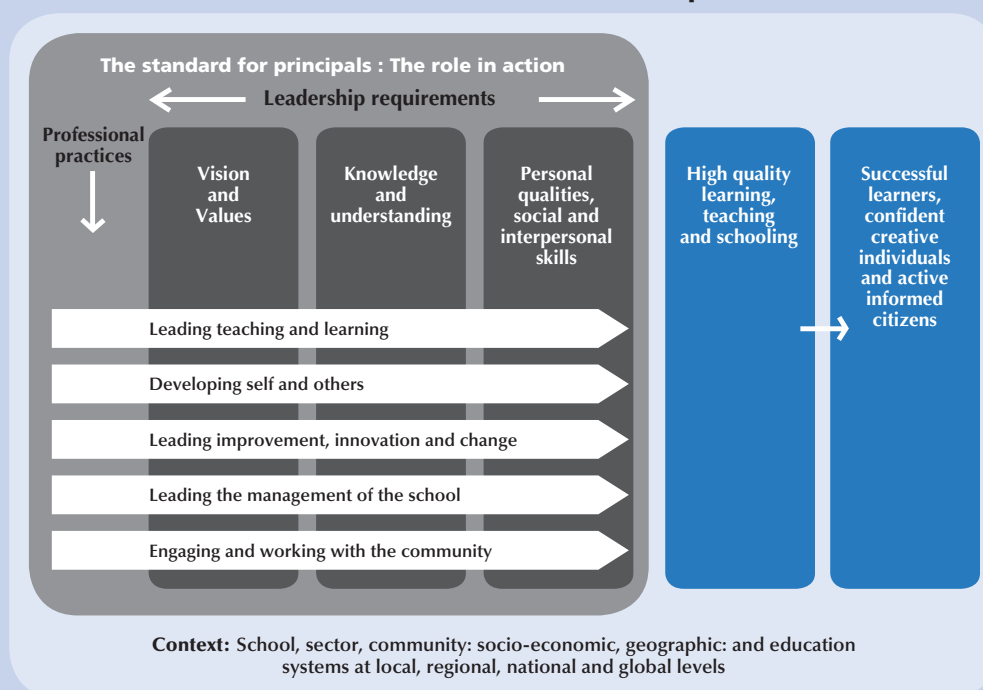 The standard for principals : The role in action
Leadership requirements
Professional
practices
Vision
and
Values
Knowledge
and
understanding
Personal
qualities,
social and
interpersonal
skills
High quality
learning,
teaching
and schooling
Successful
learners,
confident
creative
individuals
and active
informed
citizens
Leading teaching and learning
Developing self and others
Leading improvement, innovation and change
Leading the management of the school
Engaging and working with the community
Context: School, sector, community: socio-economic, geographic: and education
systems at local, regional, national and global levels